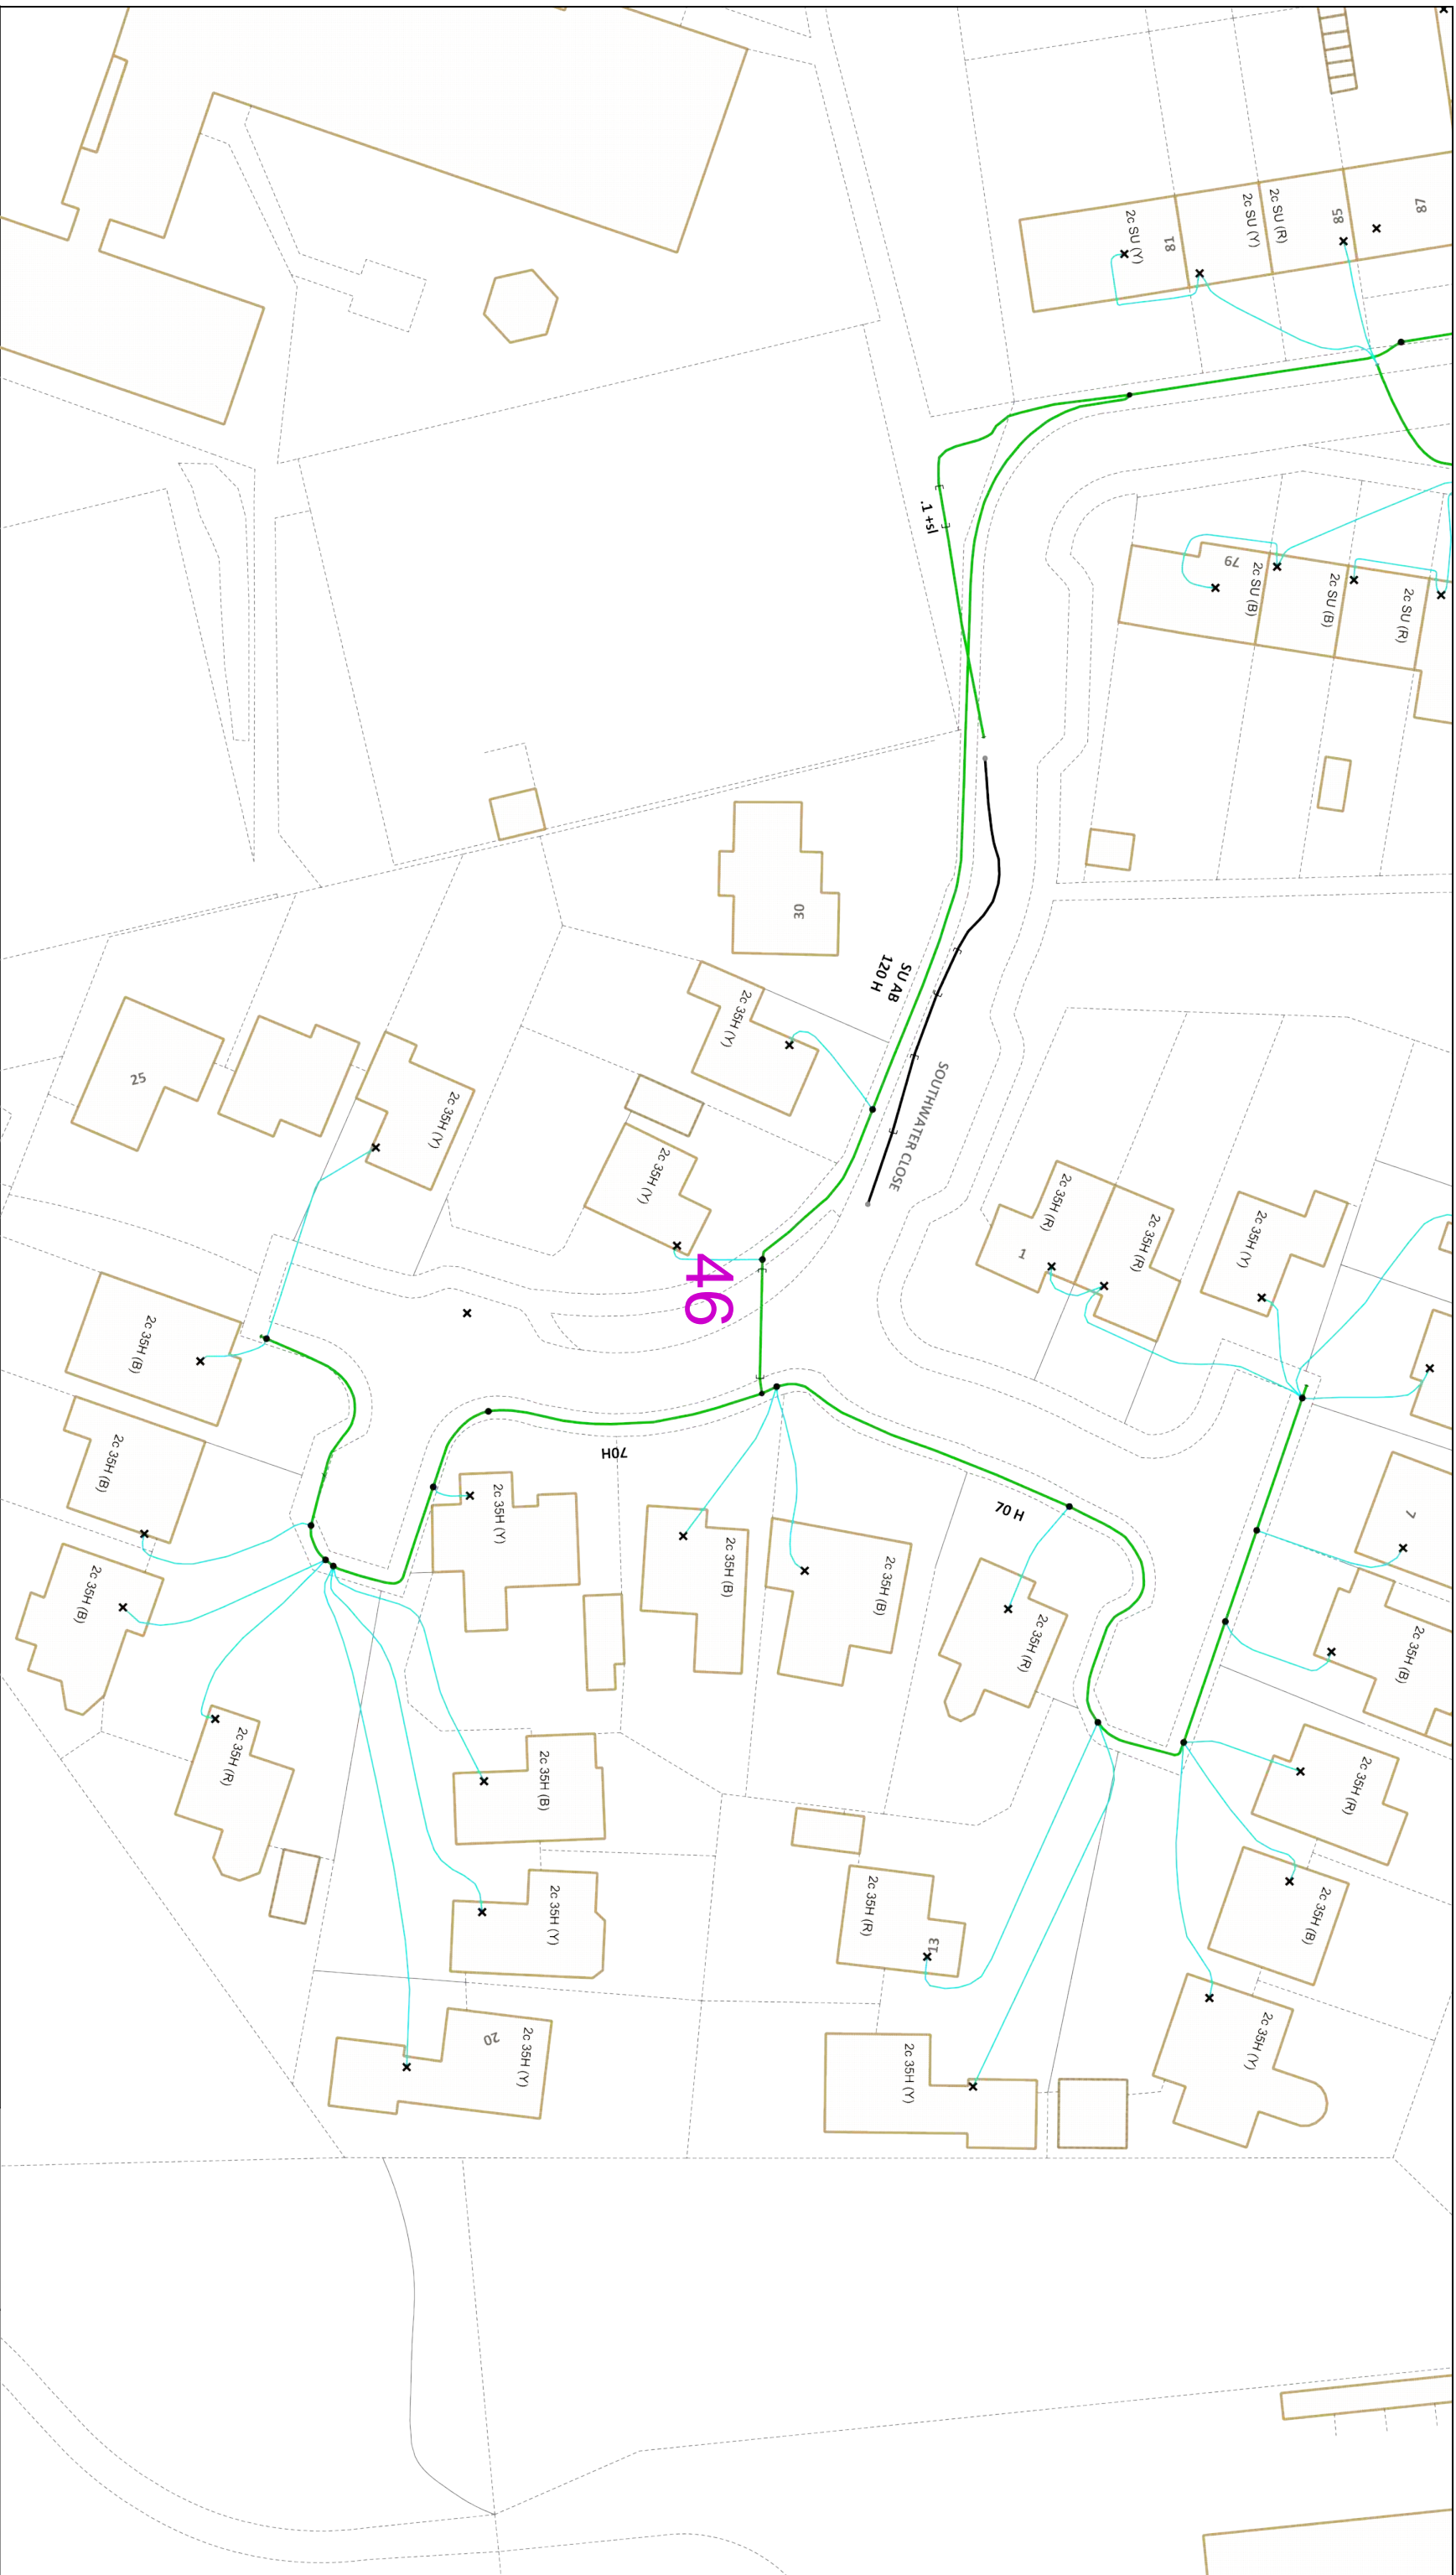 87
85
2c SU (R)
2c SU (Y)
81
2c SU (Y)
.1 +sl
79
2c SU (B)
2c SU (B)
2c SU (R)
30
SU AB
120 H
SOUTHWATER CLOSE
2c 35H (Y)
2c 35H (Y)
25
2c 35H (Y)
46
2c 35H (R)
1
2c 35H (R)
2c 35H (Y)
2c 35H (B)
2c 35H (B)
70H
2c 35H (Y)
70 H
7
2c 35H (B)
2c 35H (B)
2c 35H (B)
2c 35H (B)
2c 35H (R)
2c 35H (R)
2c 35H (B)
2c 35H (R)
2c 35H (Y)
2c 35H (R)
13
2c 35H (B)
20
2c 35H (Y)
2c 35H (Y)
2c 35H (Y)